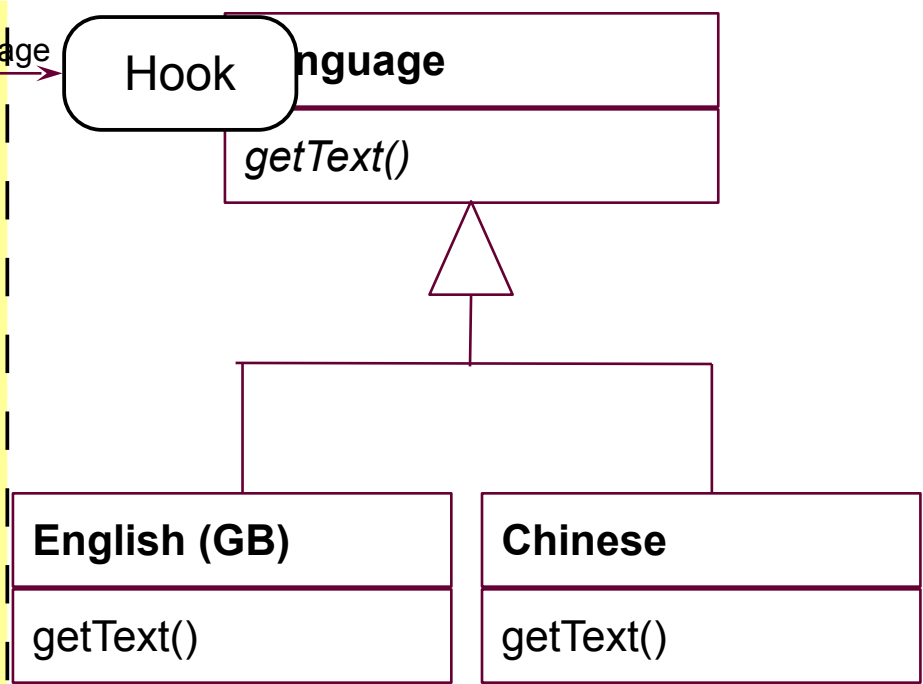 age
Hook
nguage
getText()
English (GB)
Chinese
getText()
getText()